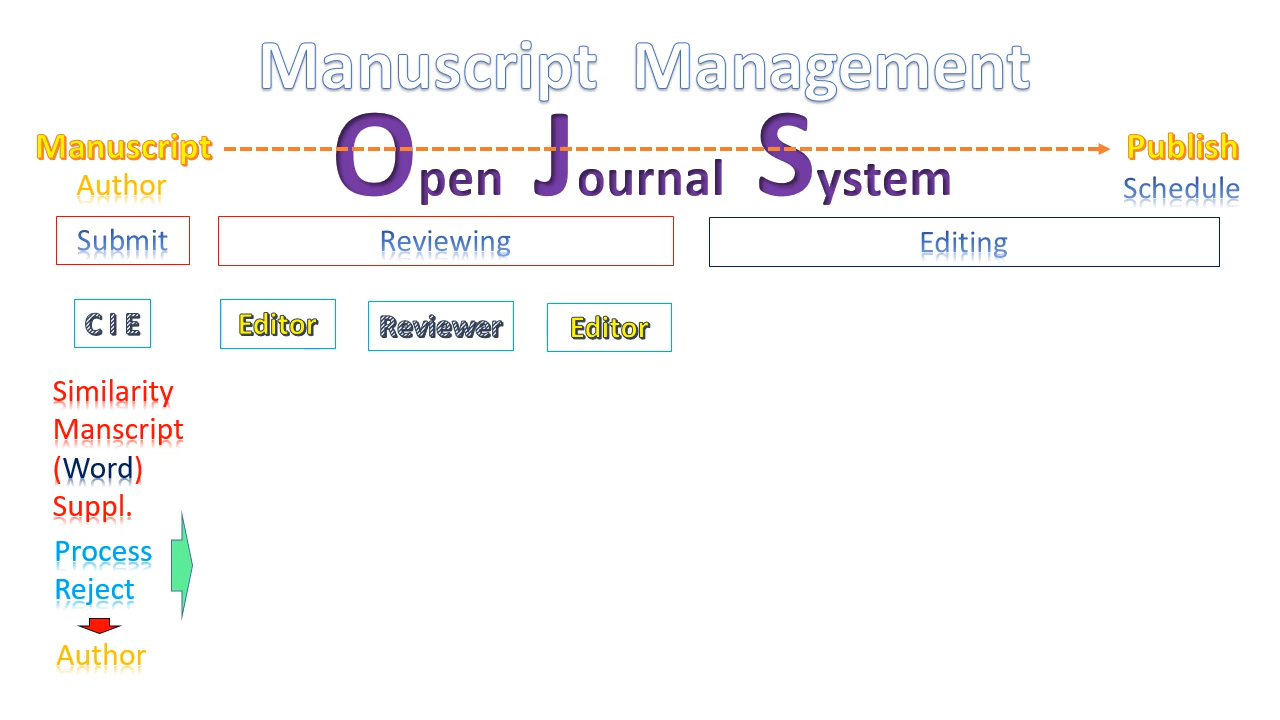 Manuscript Management
Manuscript Open Journal System Publish
Author Schedule
Submit Reviewing Editing
C I E Editor Reviewer Editor
Similarity
Manscript
(Word)
Suppl.
Process
Reject
Author